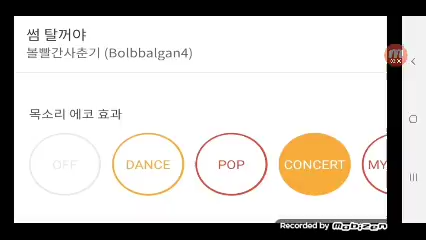 썸 탈꺼야
볼빨간사춘기 (Bolbbalgan4)
목소리 에코 효과
OFF
DANCE
POP
CONCERT
MY
Recorded by mobizen